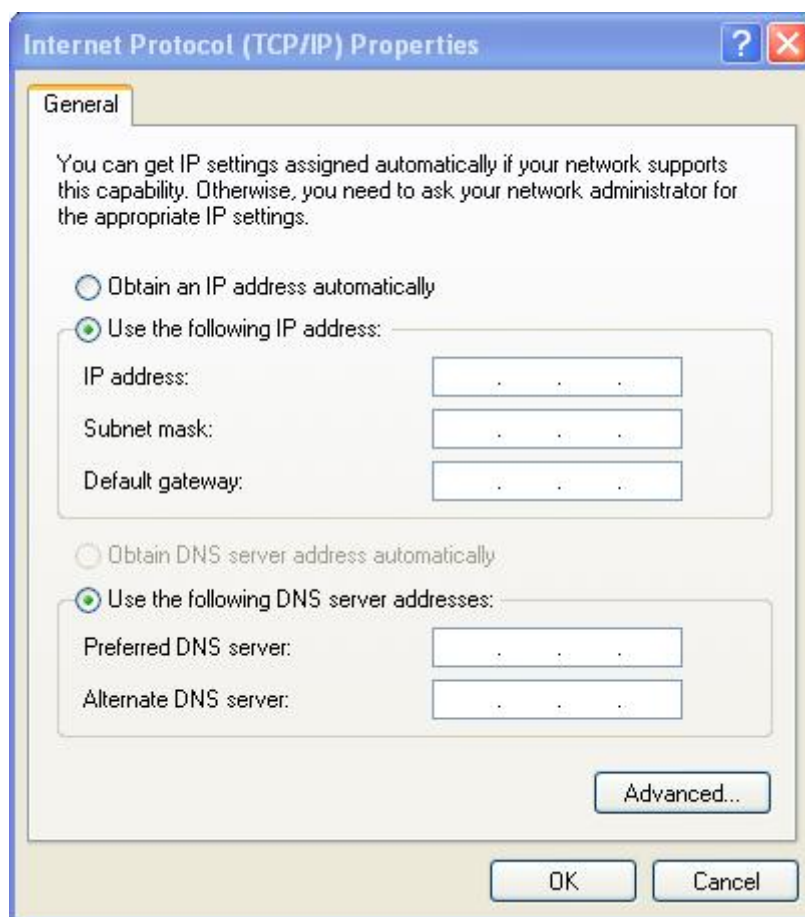 Internet Protocol (TCP/IP) Properties
General
You can get IP settings assigned automatically if your network supports
this capability. Otherwise, you need to ask your network administrator for
the appropriate IP settings.
Obtain an IP address automatically
Use the following IP address:
IP address: . . .
Subnet mask: . . .
Default gateway: . . .
Obtain DNS server address automatically
Use the following DNS server addresses:
Preferred DNS server: . . .
Alternate DNS server: . . .
Advanced...
OK Cancel